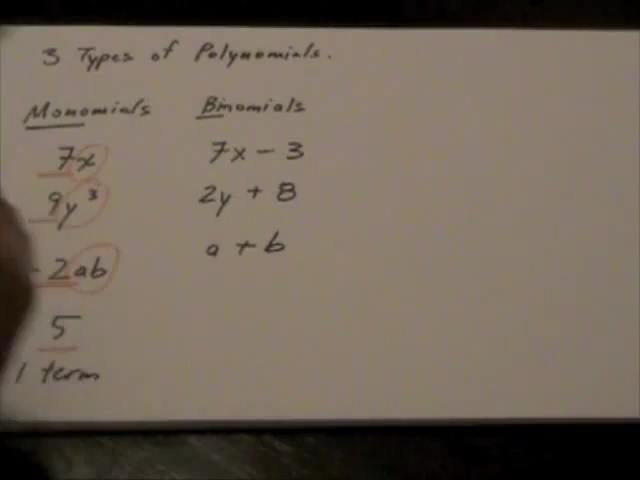 3 Types of Polynomials.
Monomials
7x
9y³
- 2ab
5
1 term
Binomials
7x - 3
2y + 8
a + b